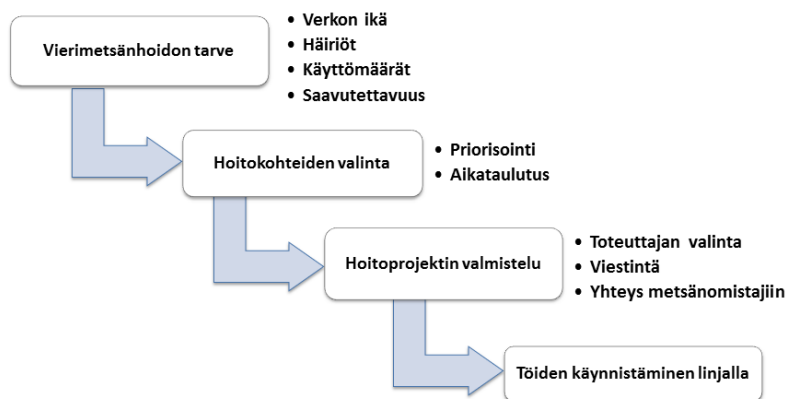 Vierimetsänhoidon tarve
• Verkon ikä
• Häiriöt
• Käyttömäärät
• Saavutettavuus
Hoitokohteiden valinta
• Priorisointi
• Aikataulutus
Hoitoprojektin valmistelu
• Toteuttajan valinta
• Viestintä
• Yhteys metsänomistajiin
Töiden käynnistäminen linjalla